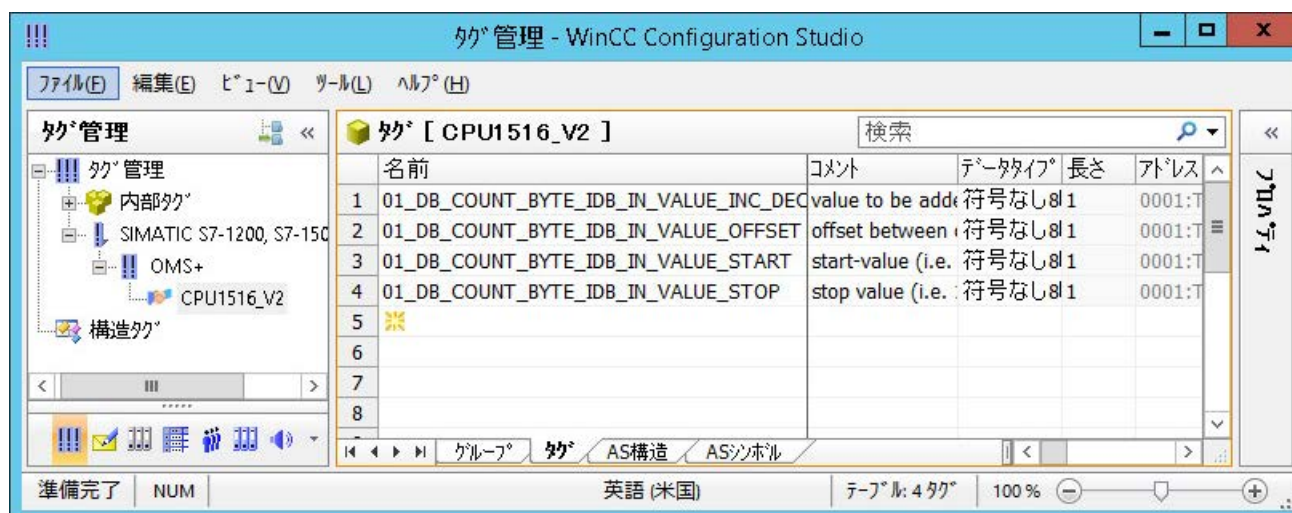 タグ管理 - WinCC Configuration Studio
ファイル(F) 編集(E) ビュー(V) ツール(L) ヘルプ(H)
タグ管理
タグ管理
内部タグ
SIMATIC S7-1200, S7-150
OMS+
CPU1516_V2
構造タグ
タグ [ CPU1516_V2 ]
検索
名前 コメント データタイプ 長さ アドレス
1 01_DB_COUNT_BYTE_IDB_IN_VALUE_INC_DEC value to be adde 符号なし8 1 0001:T
2 01_DB_COUNT_BYTE_IDB_IN_VALUE_OFFSET offset between 符号なし8 1 0001:T
3 01_DB_COUNT_BYTE_IDB_IN_VALUE_START start-value (i.e. 符号なし8 1 0001:T
4 01_DB_COUNT_BYTE_IDB_IN_VALUE_STOP stop value (i.e. 符号なし8 1 0001:T
5
6
7
8
グループ タグ AS構造 ASシンボル
プロパティ
準備完了 NUM 英語 (米国) テーブル: 4 タグ 100 %